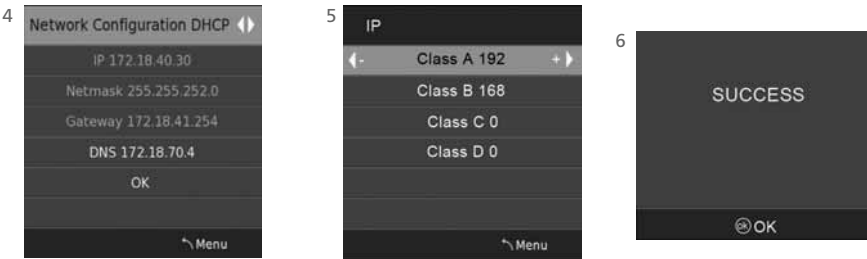 4
Network Configuration DHCP
IP 172.18.40.30
Netmask 255.255.252.0
Gateway 172.18.41.254
DNS 172.18.70.4
OK
Menu
5
IP
- Class A 192 +
Class B 168
Class C 0
Class D 0
Menu
6
SUCCESS
ok OK